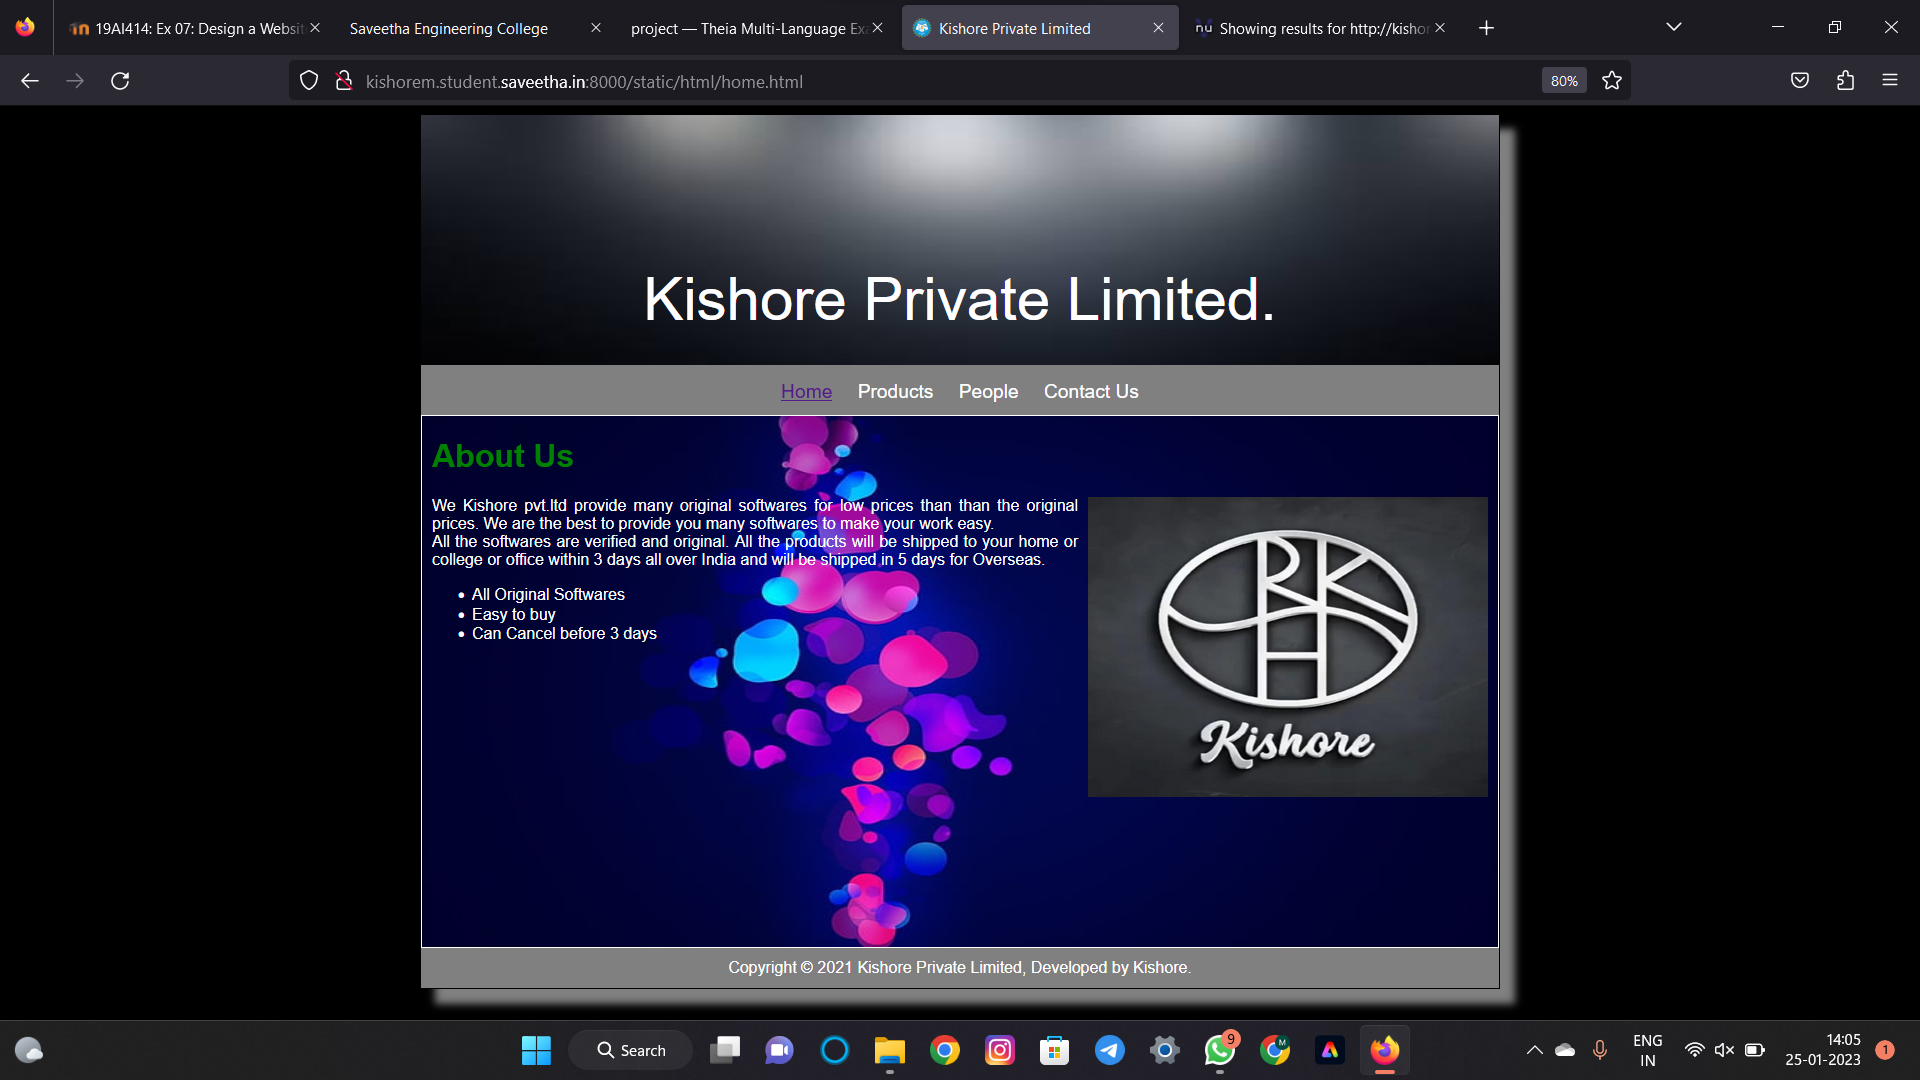 19AI414: Ex 07: Design a Websit
Saveetha Engineering College
project — Theia Multi-Language Exa
Kishore Private Limited
nu
Showing results for http://kishor
kishorem.student.saveetha.in:8000/static/html/home.html
80%
Kishore Private Limited.
Home Products People Contact Us
About Us
We Kishore pvt.ltd provide many original softwares for low prices than than the original
prices. We are the best to provide you many softwares to make your work easy.
All the softwares are verified and original. All the products will be shipped to your home or
college or office within 3 days all over India and will be shipped in 5 days for Overseas.
All Original Softwares
Easy to buy
Can Cancel before 3 days
RKH
Kishore
Copyright © 2021 Kishore Private Limited, Developed by Kishore.
Search
9
M
ENG
IN
14:05
25-01-2023
1